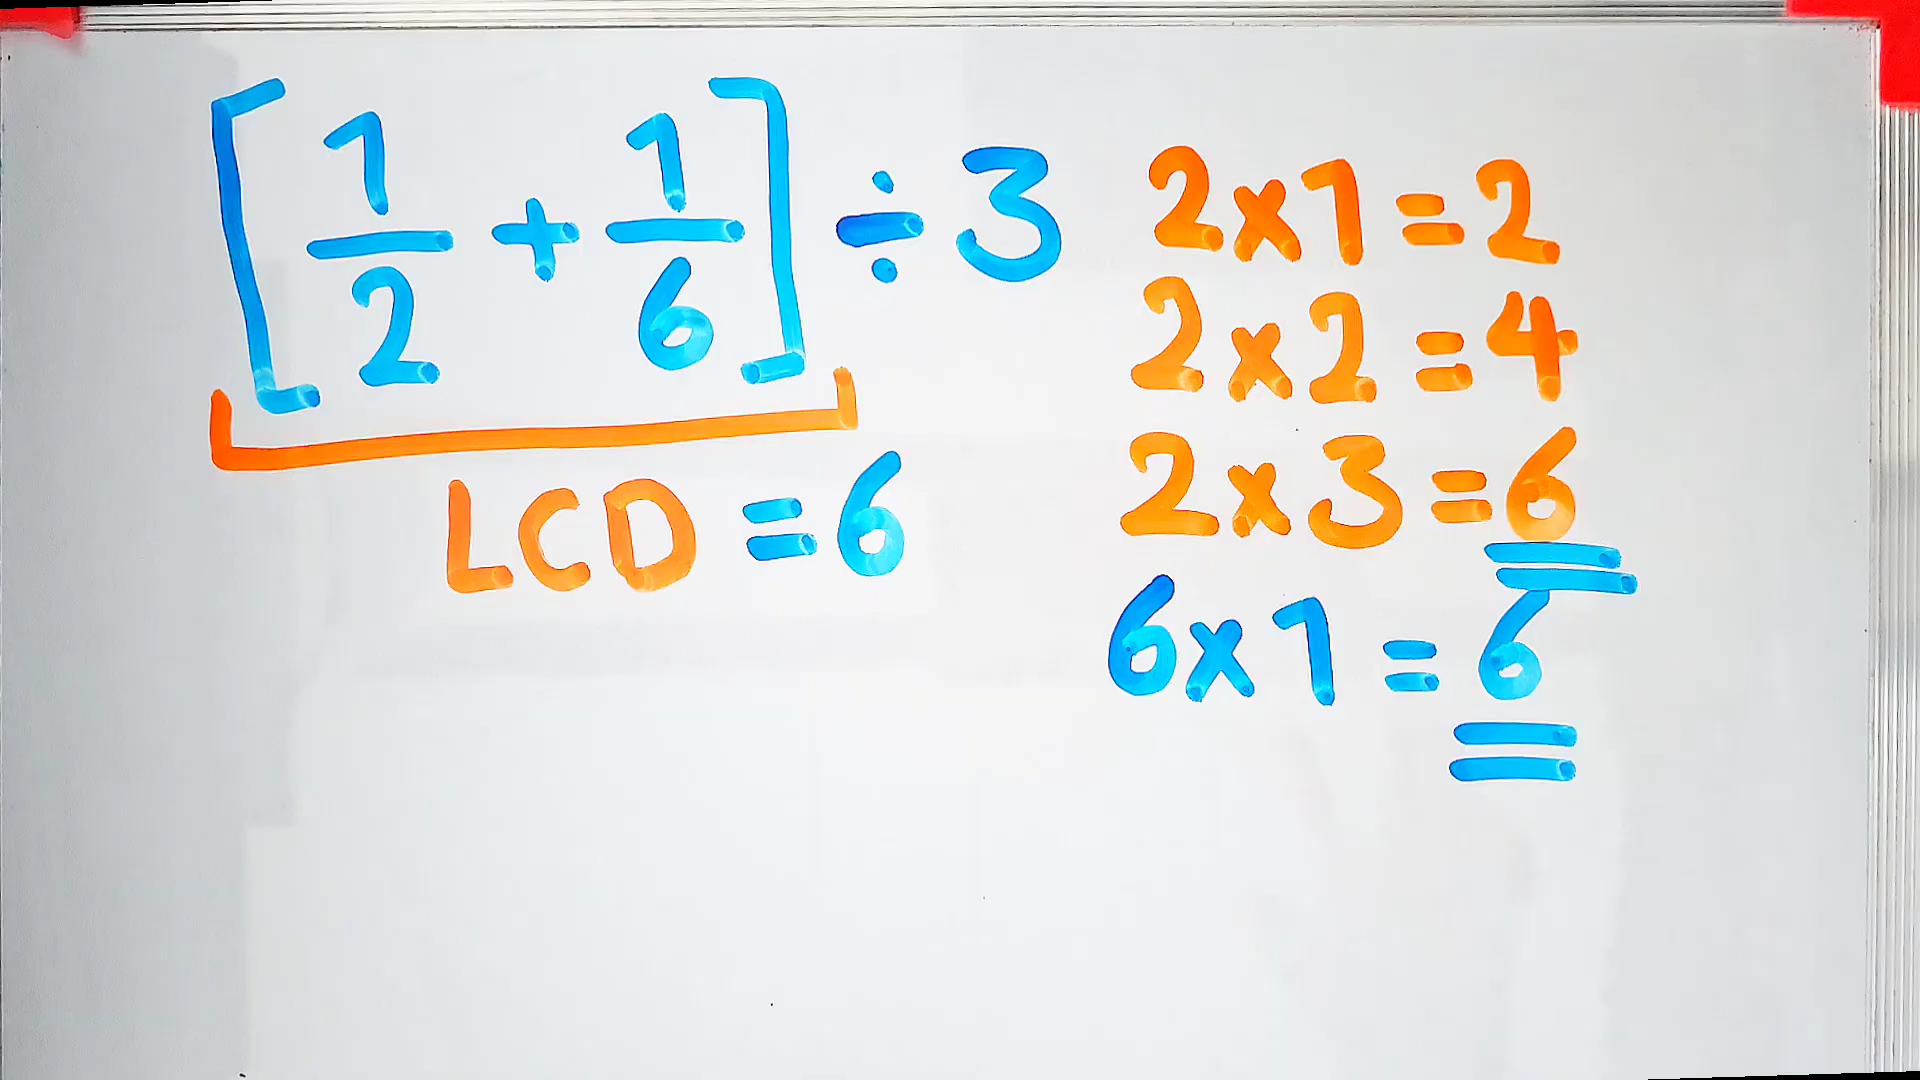 [1/2 + 1/6] ÷ 3
LCD = 6
2x1=2
2x2=4
2x3=6
6x1=6